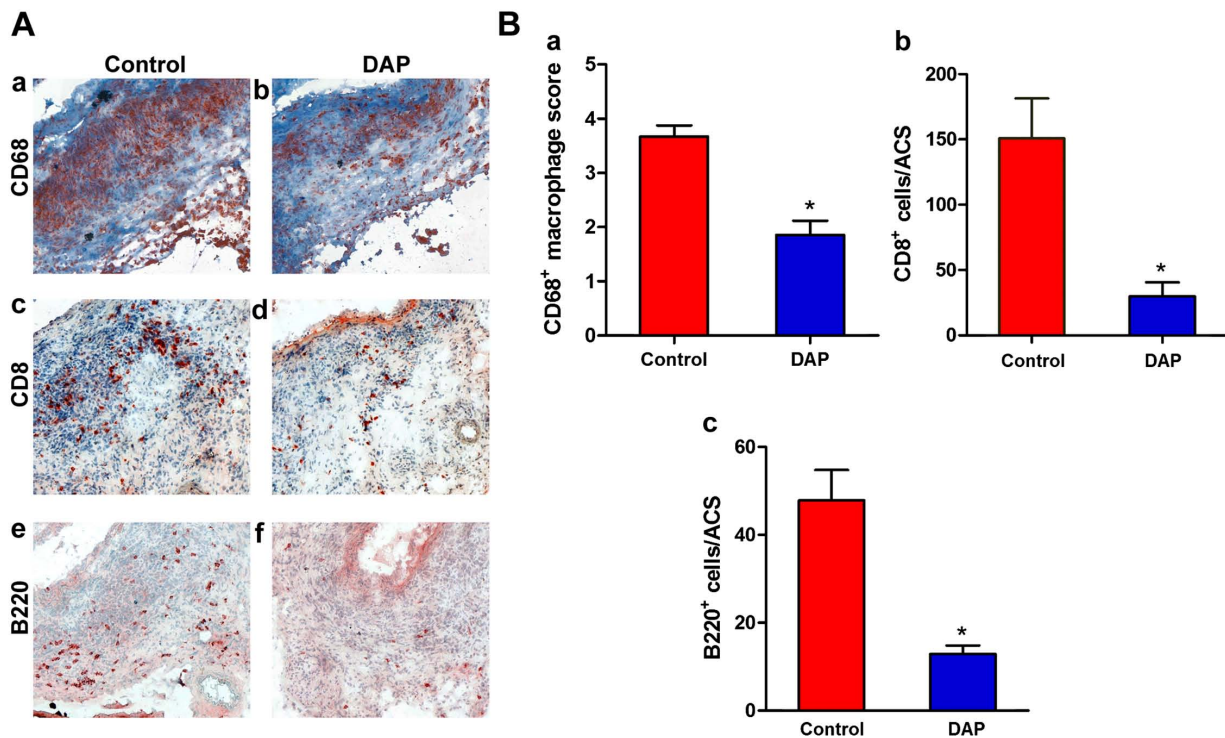 A
Control DAP
a b
CD68
c d
CD8
e f
B220
B
a
CD68+ macrophage score
5
4
3
2
1
0
*
Control DAP
b
CD8+ cells/ACS
200
150
100
50
0
*
Control DAP
c
B220+ cells/ACS
60
40
20
0
*
Control DAP